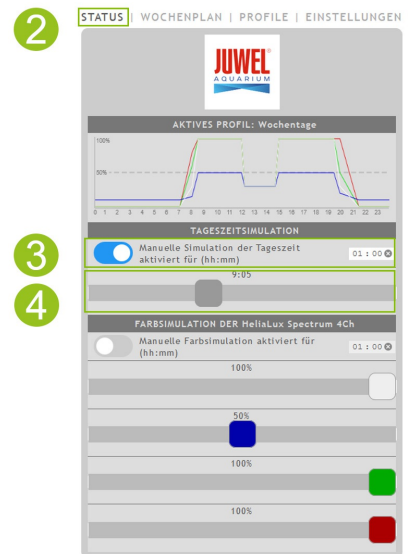 2
STATUS | WOCHENPLAN | PROFILE | EINSTELLUNGEN
JUWEL®
AQUARIUM
AKTIVES PROFIL: Wochentage
100%
50%
0 1 2 3 4 5 6 7 8 9 10 11 12 13 14 15 16 17 18 19 20 21 22 23
TAGESZEITSIMULATION
3
Manuelle Simulation der Tageszeit
aktiviert für (hh:mm)
01 : 00
4
9:05
FARBSIMULATION DER HeliaLux Spectrum 4Ch
Manuelle Farbsimulation aktiviert für
(hh:mm)
01 : 00
100%
50%
100%
100%